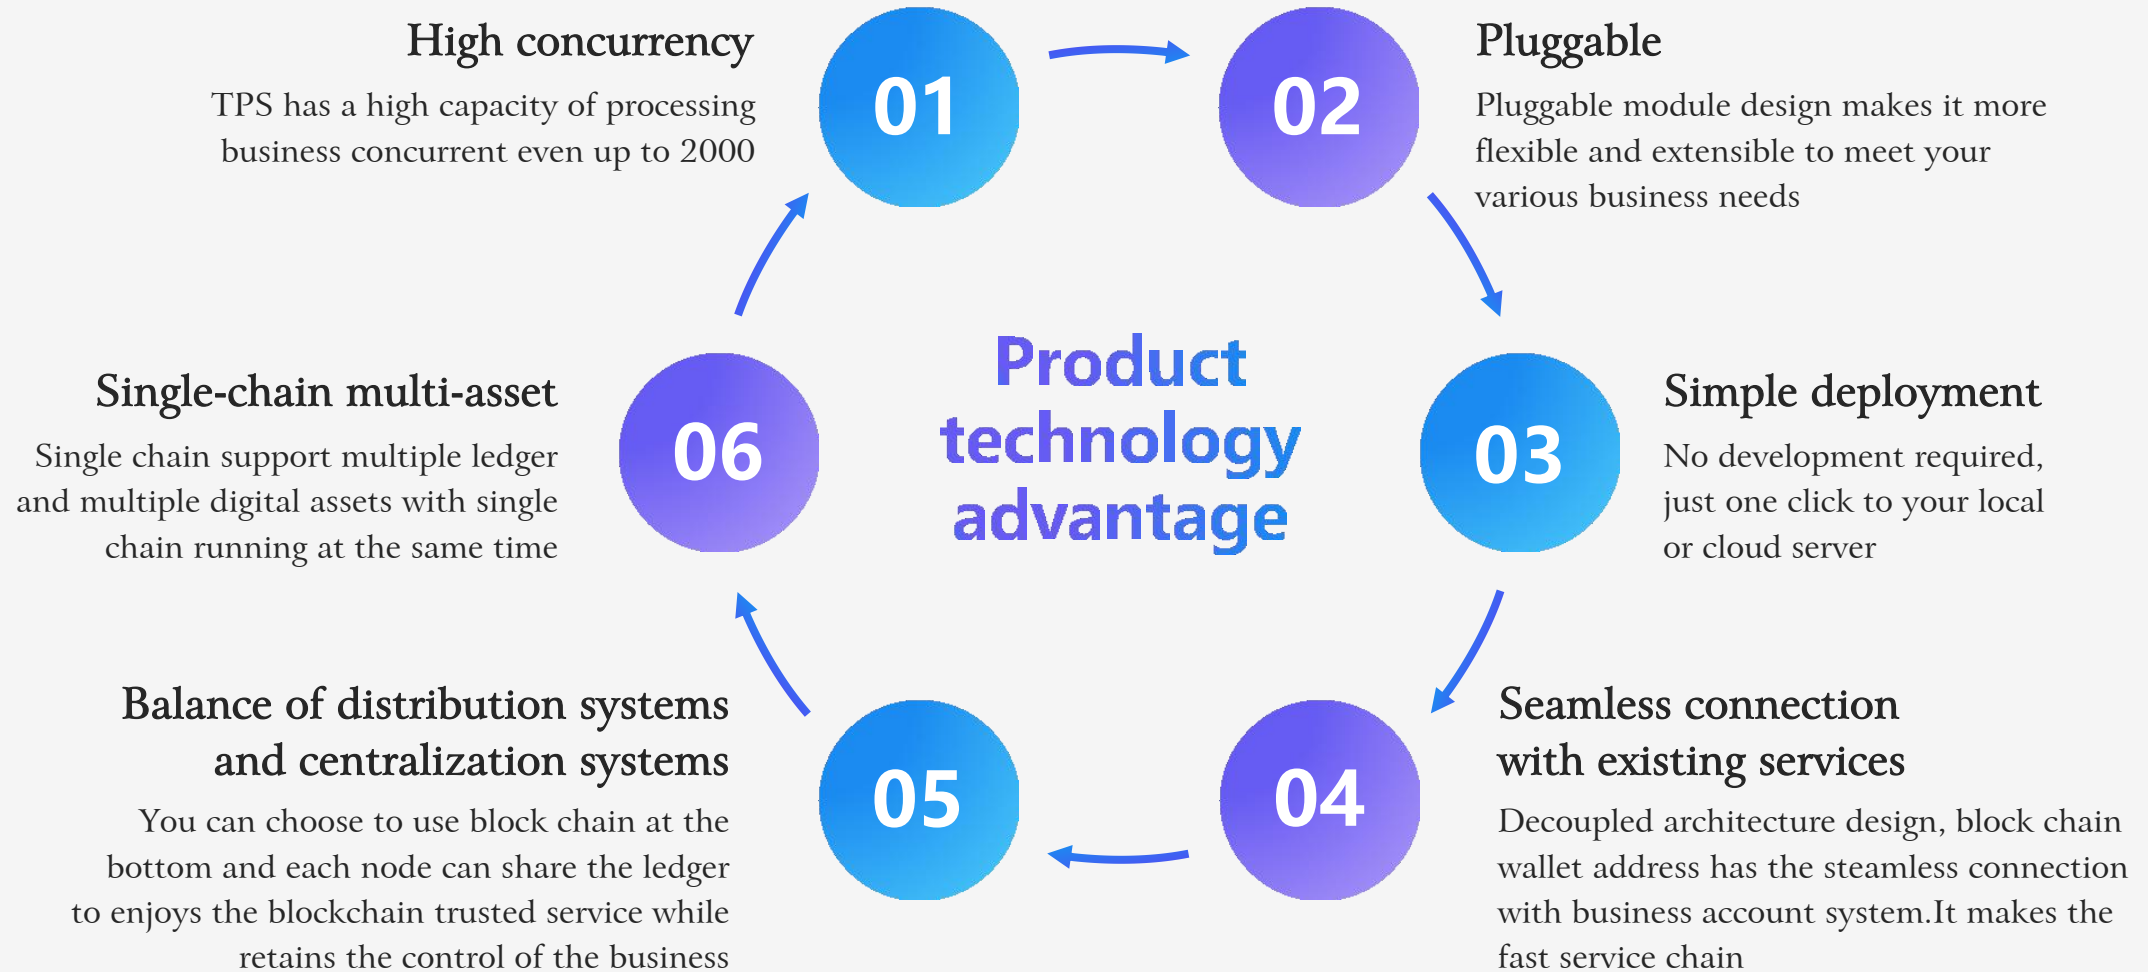 High concurrency
TPS has a high capacity of processing
business concurrent even up to 2000
01
02
Pluggable
Pluggable module design makes it more
flexible and extensible to meet your
various business needs
Single-chain multi-asset
Single chain support multiple ledger
and multiple digital assets with single
chain running at the same time
06
Product
technology
advantage
03
Simple deployment
No development required,
just one click to your local
or cloud server
Balance of distribution systems
and centralization systems
You can choose to use block chain at the
bottom and each node can share the ledger
to enjoys the blockchain trusted service while
retains the control of the business
05
04
Seamless connection
with existing services
Decoupled architecture design, block chain
wallet address has the steamless connection
with business account system.It makes the
fast service chain